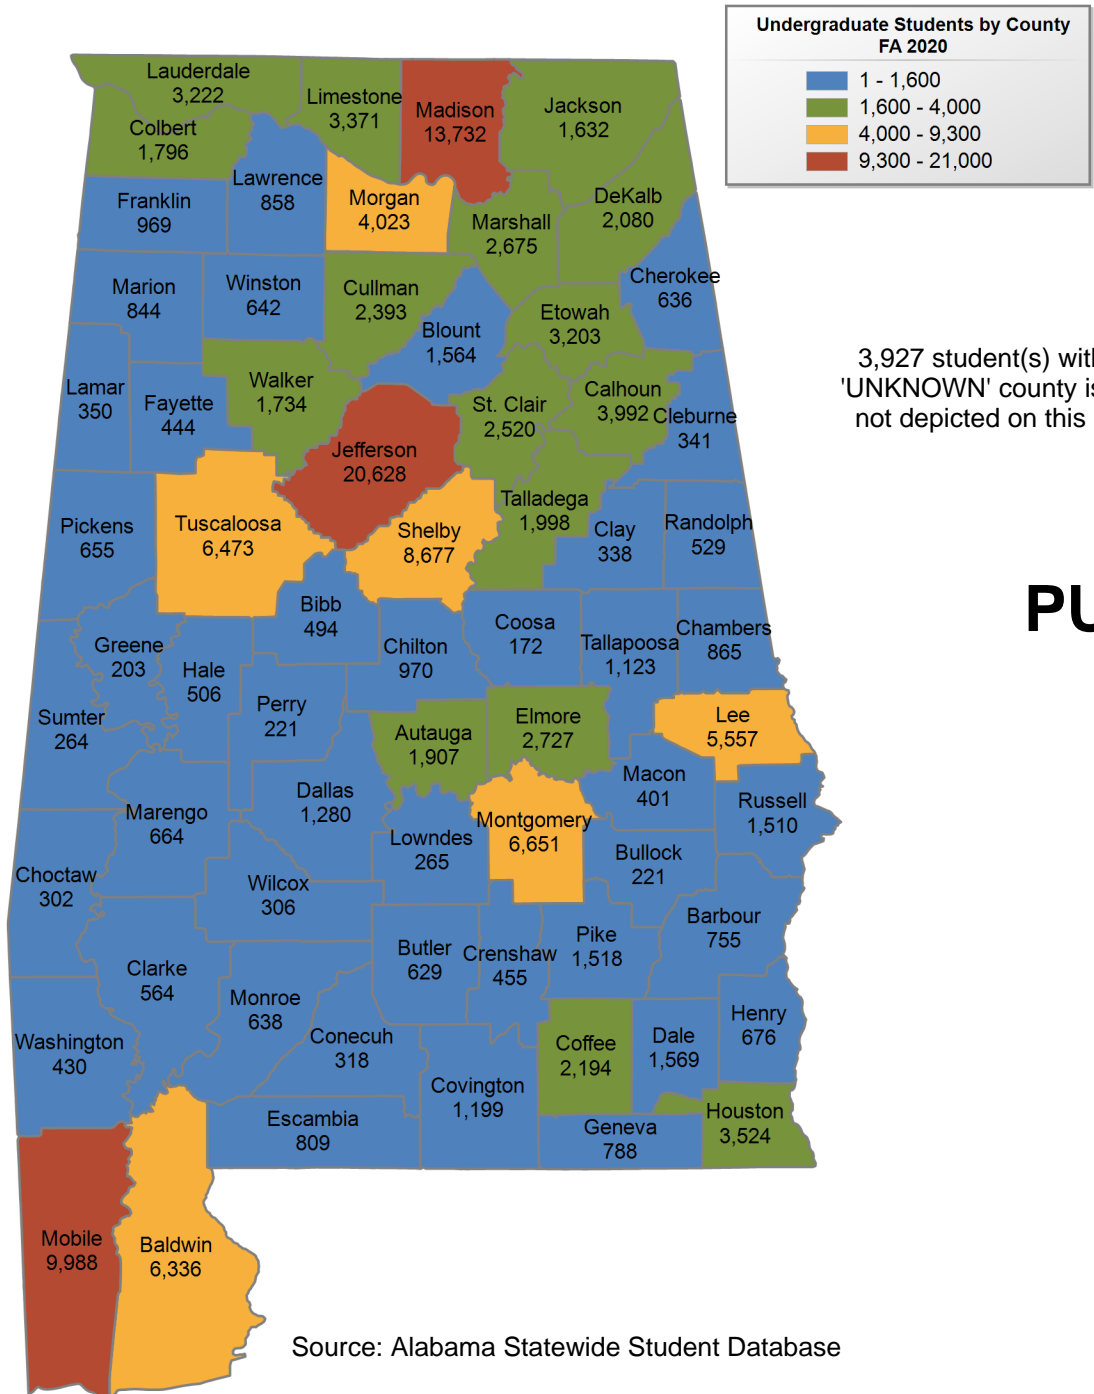 Undergraduate Students by County
FA 2020
1 - 1,600
1,600 - 4,000
4,000 - 9,300
9,300 - 21,000
Lauderdale
3,222
Limestone
3,371
Madison
13,732
Jackson
1,632
Colbert
1,796
Lawrence
858
Franklin
969
Morgan
4,023
Marshall
2,675
DeKalb
2,080
Cherokee
636
Marion
844
Winston
642
Cullman
2,393
Blount
1,564
Etowah
3,203
3,927 student(s) with
'UNKNOWN' county is
not depicted on this
Lamar
350
Fayette
444
Walker
1,734
St. Clair
2,520
Calhoun
3,992
Cleburne
341
Jefferson
20,628
Pickens
655
Tuscaloosa
6,473
Shelby
8,677
Talladega
1,998
Clay
338
Randolph
529
PU
Bibb
494
Greene
203
Hale
506
Chilton
970
Coosa
172
Tallapoosa
1,123
Chambers
865
Sumter
264
Perry
221
Autauga
1,907
Elmore
2,727
Lee
5,557
Marengo
664
Dallas
1,280
Lowndes
265
Montgomery
6,651
Macon
401
Russell
1,510
Choctaw
302
Wilcox
306
Bullock
221
Barbour
755
Clarke
564
Monroe
638
Butler
629
Crenshaw
455
Pike
1,518
Washington
430
Conecuh
318
Covington
1,199
Coffee
2,194
Dale
1,569
Henry
676
Escambia
809
Geneva
788
Houston
3,524
Mobile
9,988
Baldwin
6,336
Source: Alabama Statewide Student Database